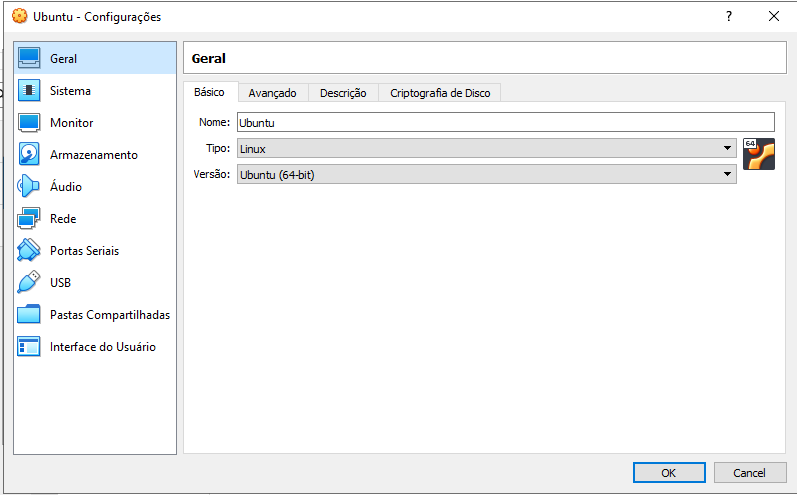 Ubuntu - Configurações
?
Geral
Sistema
Monitor
Armazenamento
Áudio
Rede
Portas Seriais
USB
Pastas Compartilhadas
Interface do Usuário
Geral
Básico Avançado Descrição Criptografia de Disco
Nome: Ubuntu
Tipo: Linux
64
Versão: Ubuntu (64-bit)
OK Cancel